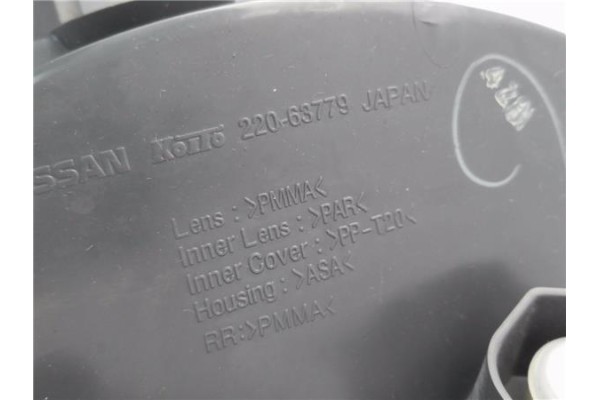 SSAN KOITO 220-63779 JAPAN
Lens : >PMMA<
Inner Lens : >PAR<
Inner Cover : >PP-T20<
Housing : >ASA<
RR:>PMMA<